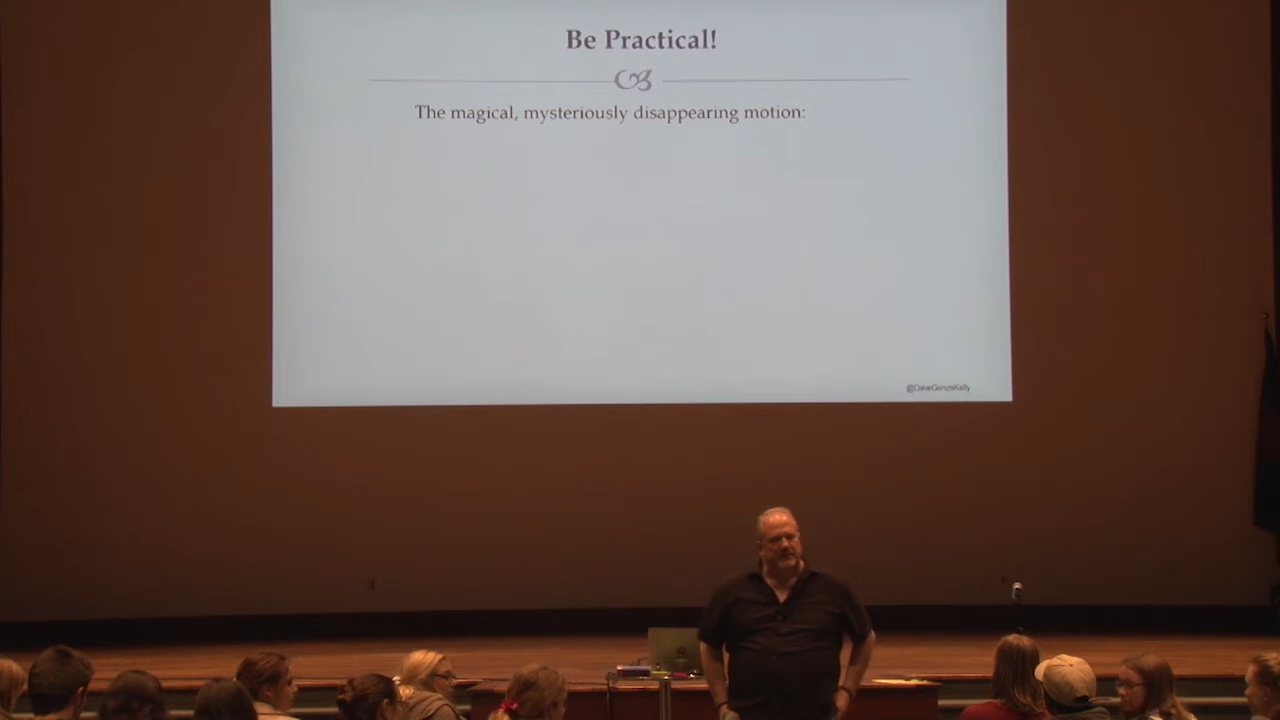 Be Practical!
The magical, mysteriously disappearing motion:
@DaveGonzoKelly